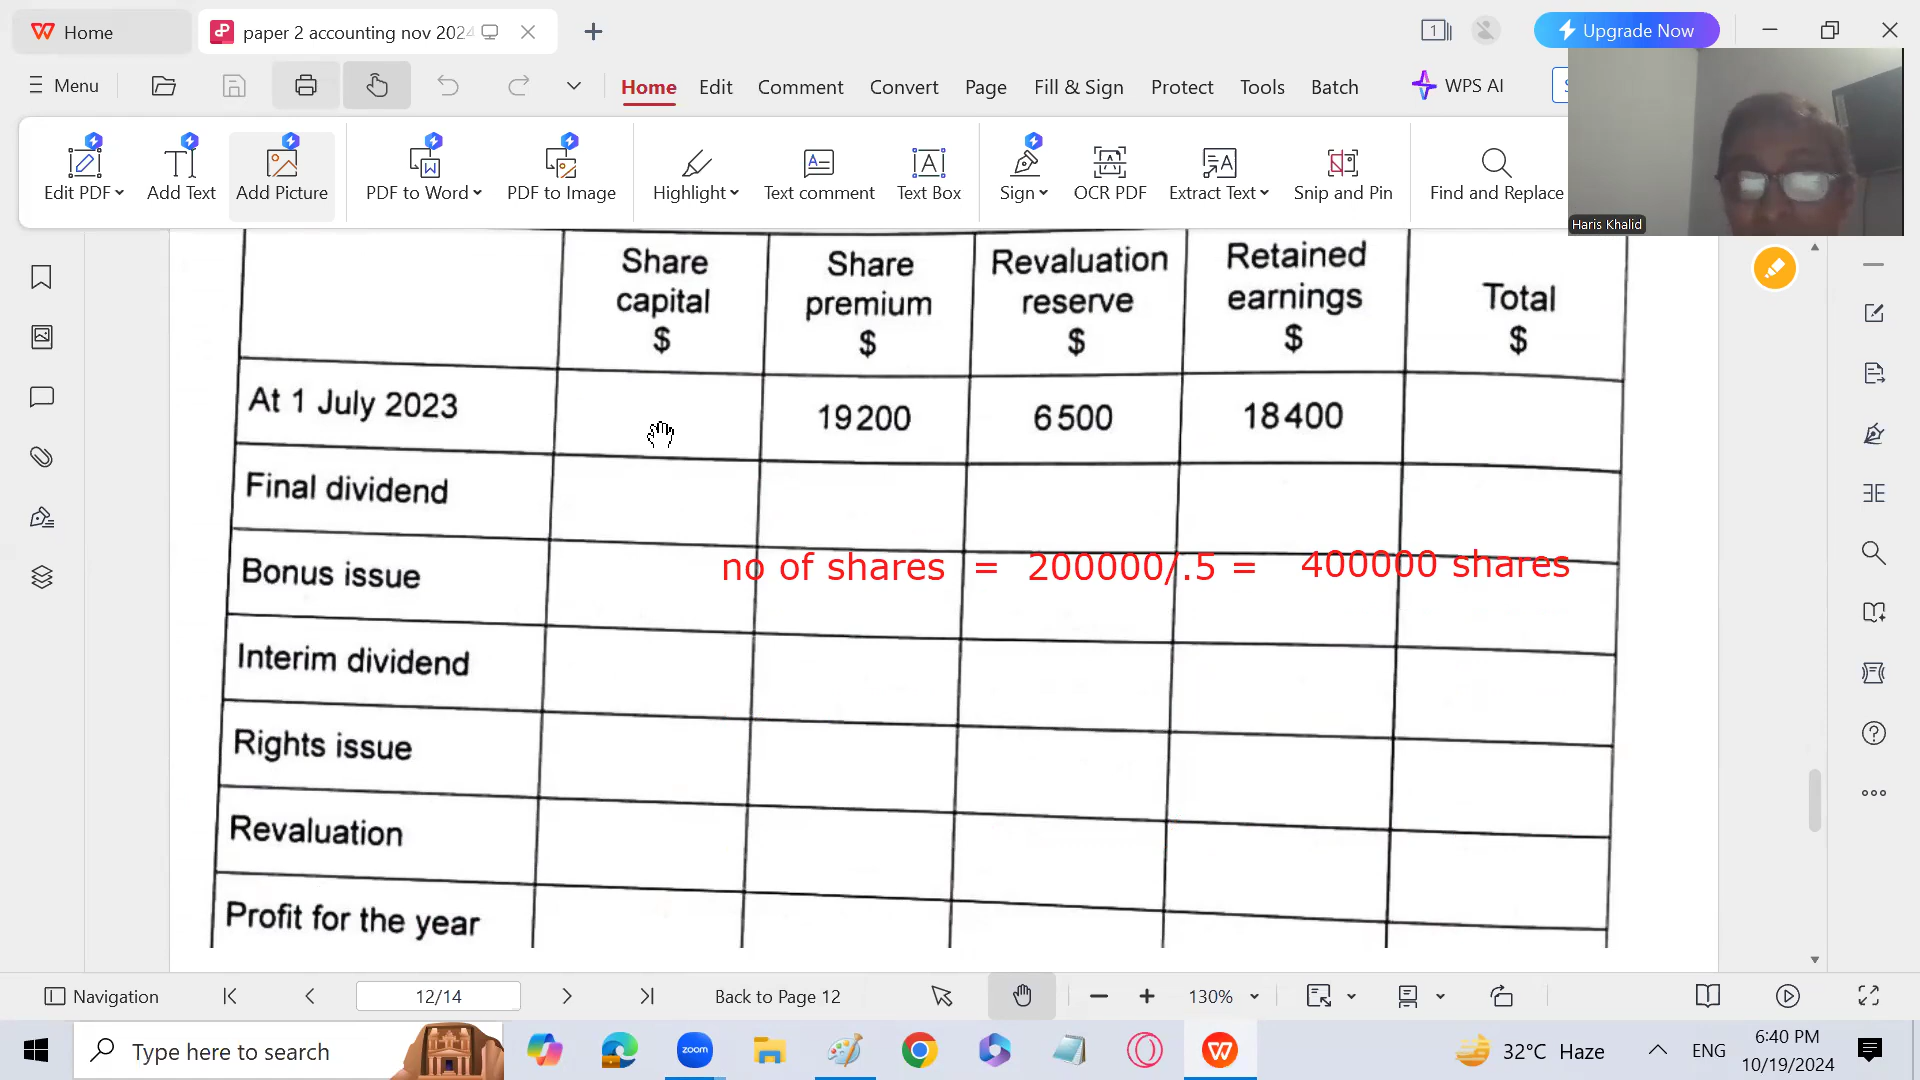 Home
paper 2 accounting nov 2024
1
Upgrade Now
Menu
Home Edit Comment Convert Page Fill & Sign Protect Tools Batch
WPS AI
Edit PDF
Add Text
Add Picture
PDF to Word
PDF to Image
Highlight
Text comment
Text Box
Sign
OCR PDF
Extract Text
Snip and Pin
Find and Replace
Haris Khalid
Share capital $
Share premium $
Revaluation reserve $
Retained earnings $
Total $
At 1 July 2023 19200 6500 18400
Final dividend
no of shares = 200000/.5 = 400000 shares
Bonus issue
Interim dividend
Rights issue
Revaluation
Profit for the year
Navigation
12/14
Back to Page 12
130%
Type here to search
zoom
32°C Haze
ENG
6:40 PM
10/19/2024